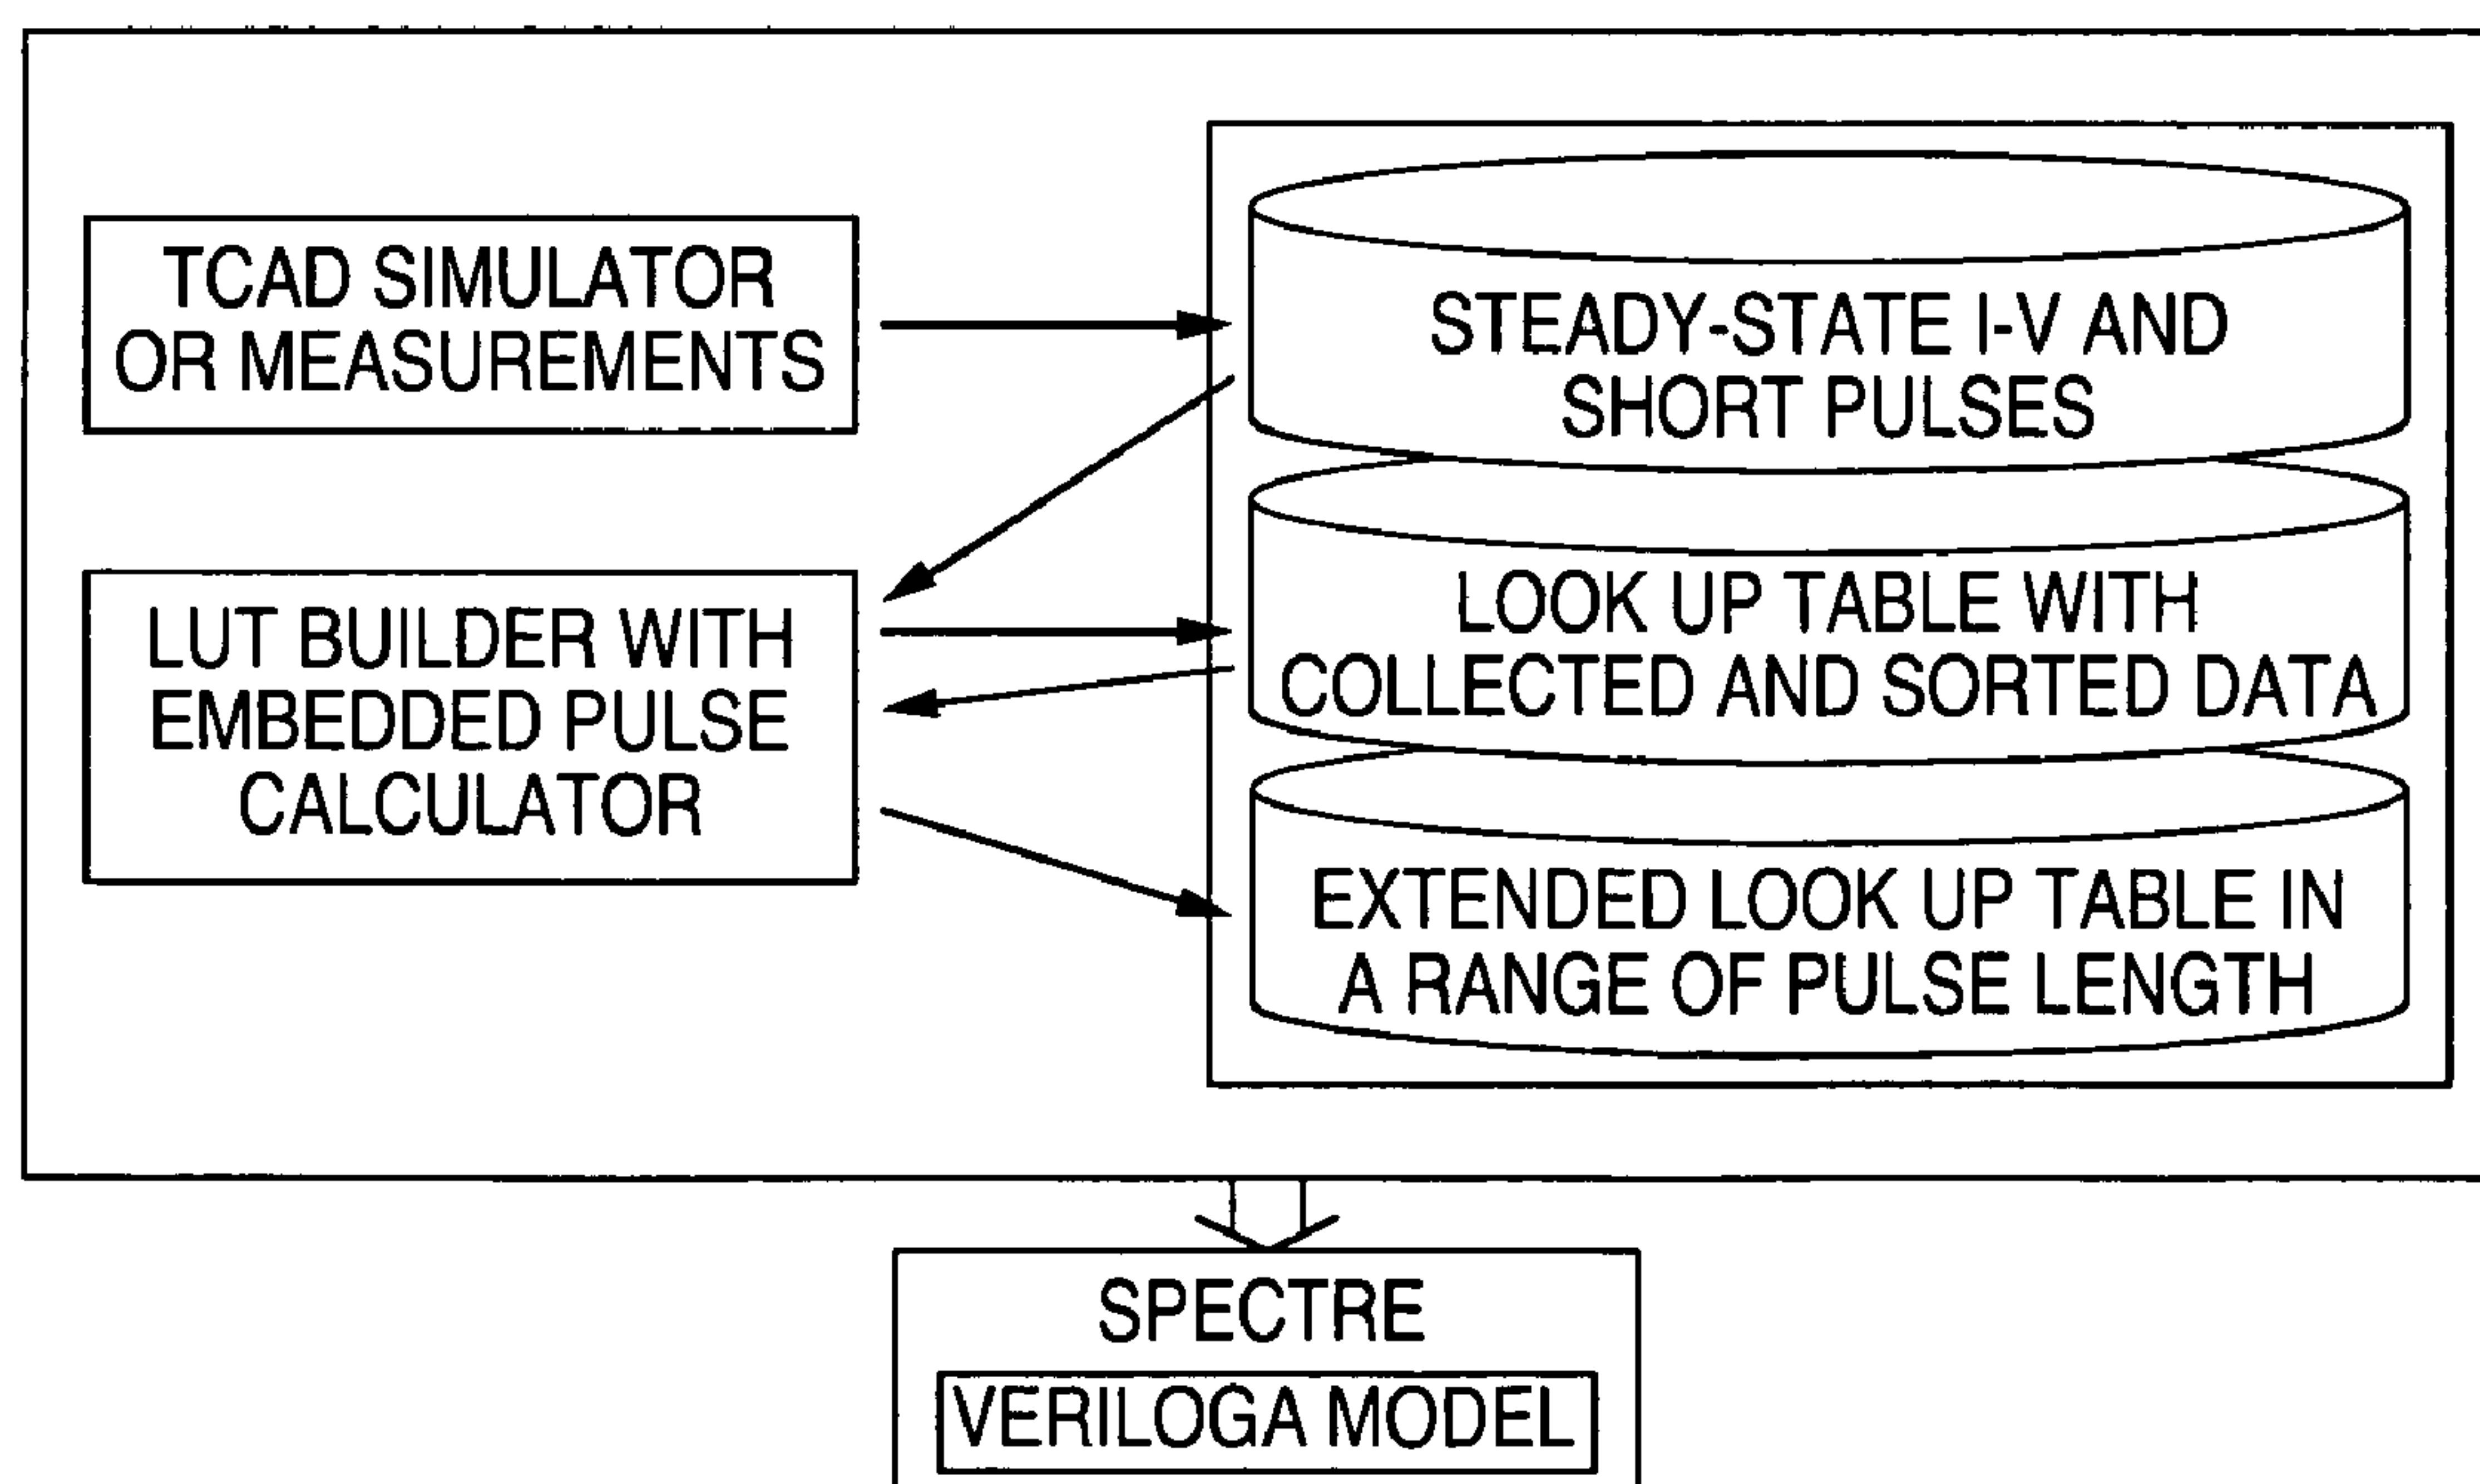 TCAD SIMULATOR
OR MEASUREMENTS
STEADY-STATE I-V AND
SHORT PULSES
LUT BUILDER WITH
EMBEDDED PULSE
CALCULATOR
LOOK UP TABLE WITH
COLLECTED AND SORTED DATA
EXTENDED LOOK UP TABLE IN
A RANGE OF PULSE LENGTH
SPECTRE
VERILOGA MODEL